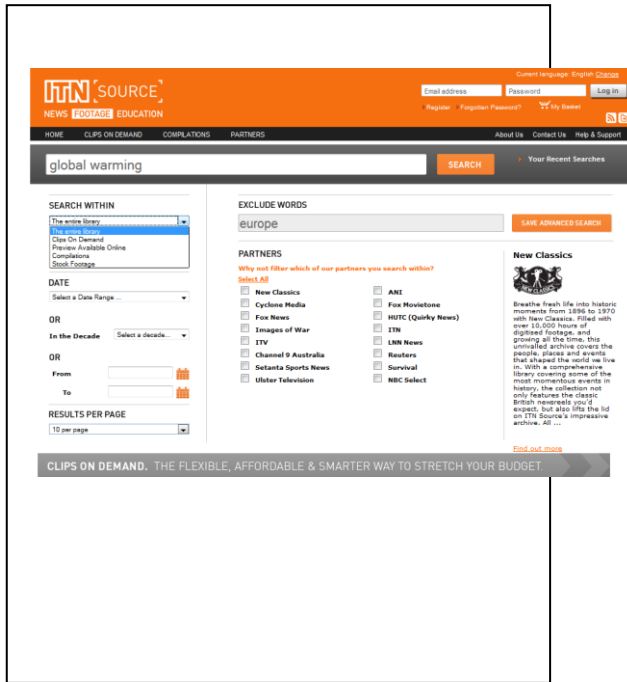 Current language: English Change
ITN [SOURCE]
Email address Password Log in
NEWS FOOTAGE EDUCATION
Register Forgotten Password? My Basket
HOME CLIPS ON DEMAND COMPILATIONS PARTNERS About Us Contact Us Help & Support
global warming SEARCH Your Recent Searches
SEARCH WITHIN
The entire library
The entire library
Clips On Demand
Preview Available Online
Compilations
Stock Footage
DATE
Select a Date Range ...
OR
In the Decade Select a decade...
OR
From
To
RESULTS PER PAGE
10 per page
EXCLUDE WORDS
europe SAVE ADVANCED SEARCH
PARTNERS
Why not filter which of our partners you search within?
Select All
New Classics ANI
Cyclone Media Fox Movietone
Fox News HUTC (Quirky News)
Images of War ITN
ITV LNN News
Channel 9 Australia Reuters
Setanta Sports News Survival
Ulster Television NBC Select
New Classics
Breathe fresh life into historic
moments from 1896 to 1970
with New Classics. Filled with
over 10,000 hours of
digitised footage, and
growing all the time, this
unrivalled archive covers the
people, places and events
that shaped the world we live
in. With a comprehensive
library covering some of the
most momentous events in
history, the collection not
only features the classic
British newsreels you'd
expect, but also lifts the lid
on ITN Source's impressive
archive. All ...
Find out more
CLIPS ON DEMAND. THE FLEXIBLE, AFFORDABLE & SMARTER WAY TO STRETCH YOUR BUDGET.